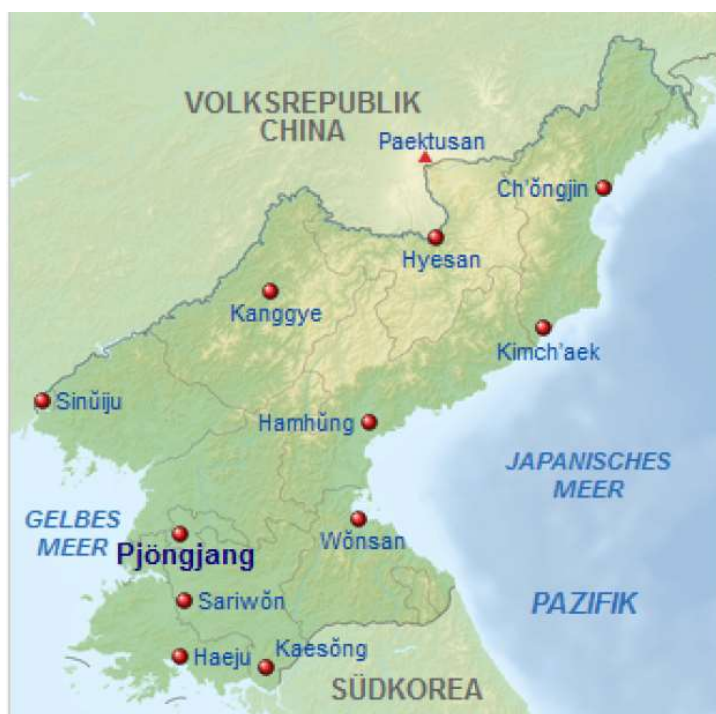 VOLKSREPUBLIK
CHINA
Paektusan
Ch'ŏngjin
Hyesan
Kanggye
Kimch'aek
Sinŭiju
Hamhŭng
JAPANISCHES
MEER
GELBES
MEER
Pjöngjang
Wŏnsan
Sariwŏn
PAZIFIK
Haeju
Kaesŏng
SÜDKOREA